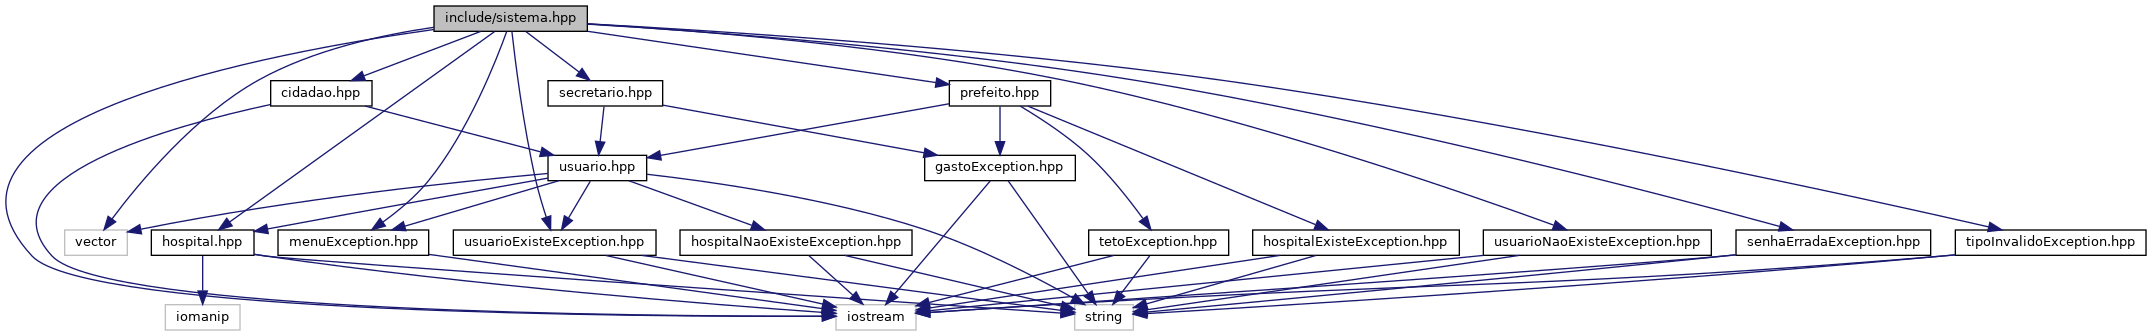 include/sistema.hpp
cidadao.hpp
secretario.hpp
prefeito.hpp
usuario.hpp
gastoException.hpp
vector
hospital.hpp
menuException.hpp
usuarioExisteException.hpp
hospitalNaoExisteException.hpp
tetoException.hpp
hospitalExisteException.hpp
usuarioNaoExisteException.hpp
senhaErradaException.hpp
tipoInvalidoException.hpp
iomanip
iostream
string